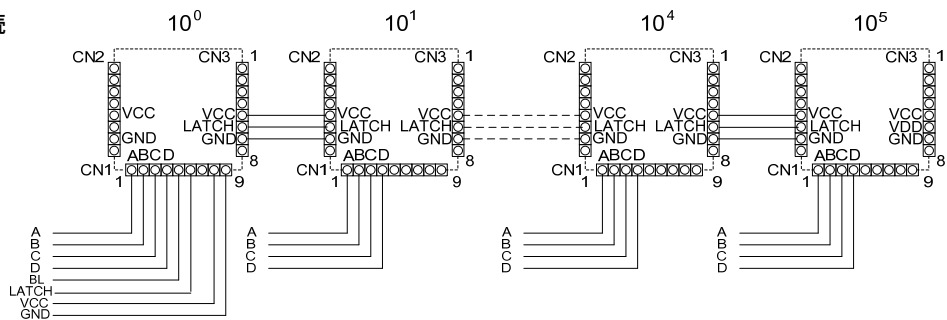 続
10⁰ 10¹ 10⁴ 10⁵
CN2 CN3 1 CN2 CN3 1 CN2 CN3 1 CN2 CN3 1
VCC VCC VCC VCC VCC VCC VCC VCC
LATCH LATCH LATCH LATCH LATCH LATCH VDD
GND GND GND GND GND GND GND GND
ABCD 8 ABCD 8 ABCD 8 ABCD 8
CN1 1 9 CN1 1 9 CN1 1 9 CN1 1 9
A A A A
B B B B
C C C C
D D D D
BL
LATCH
VCC
GND